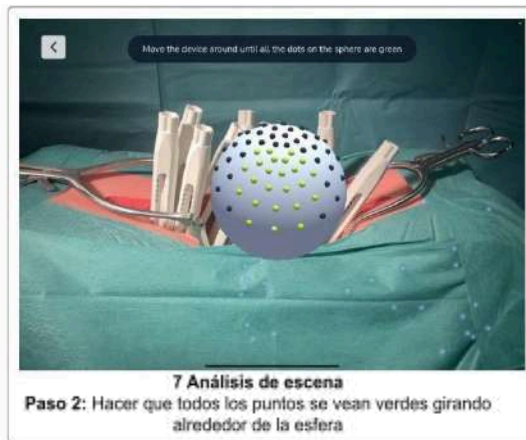 Move the device around until all the dots on the sphere are green
7 Análisis de escena
Paso 2: Hacer que todos los puntos se vean verdes girando
alrededor de la esfera